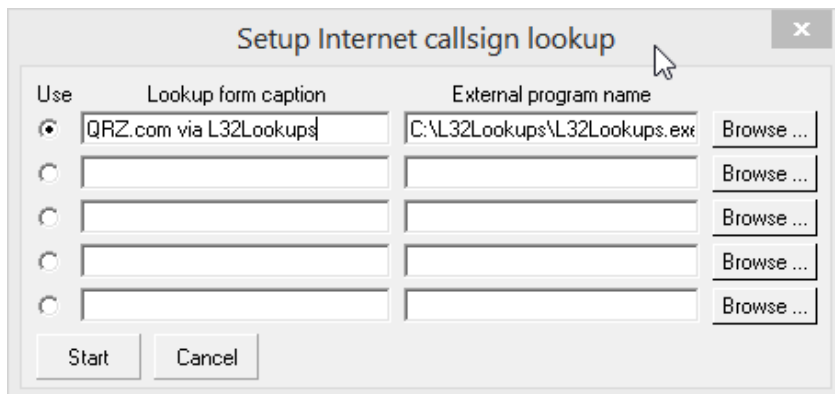 Setup Internet callsign lookup
Use Lookup form caption External program name
QRZ.com via L32Lookups C:\L32Lookups\L32Lookups.exe Browse ...
Browse ...
Browse ...
Browse ...
Browse ...
Start Cancel